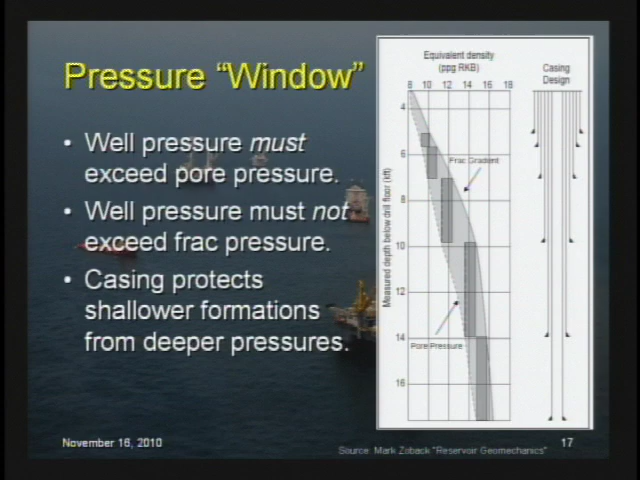 Pressure “Window”
• Well pressure must
exceed pore pressure.
• Well pressure must not
exceed frac pressure.
• Casing protects
shallower formations
from deeper pressures.
Equivalent density
(ppg RKB)
8 10 12 14 16 18
Casing
Design
Measured depth below drill floor (kft)
4
6
8
10
12
14
16
Frac Gradient
Pore Pressure
November 16, 2010
Source: Mark Zoback "Reservoir Geomechanics"
17